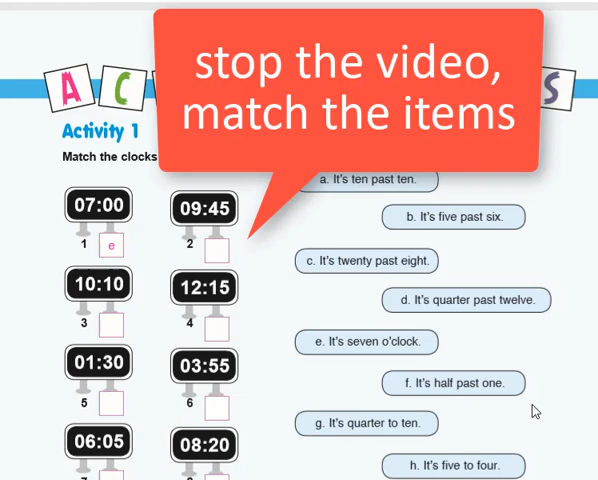 stop the video,
match the items
A C S
Activity 1
Match the clocks
07:00
09:45
1 e
2
10:10
12:15
3
4
01:30
03:55
5
6
06:05
08:20
a. It's ten past ten.
b. It's five past six.
c. It's twenty past eight.
d. It's quarter past twelve.
e. It's seven o'clock.
f. It's half past one.
g. It's quarter to ten.
h. It's five to four.